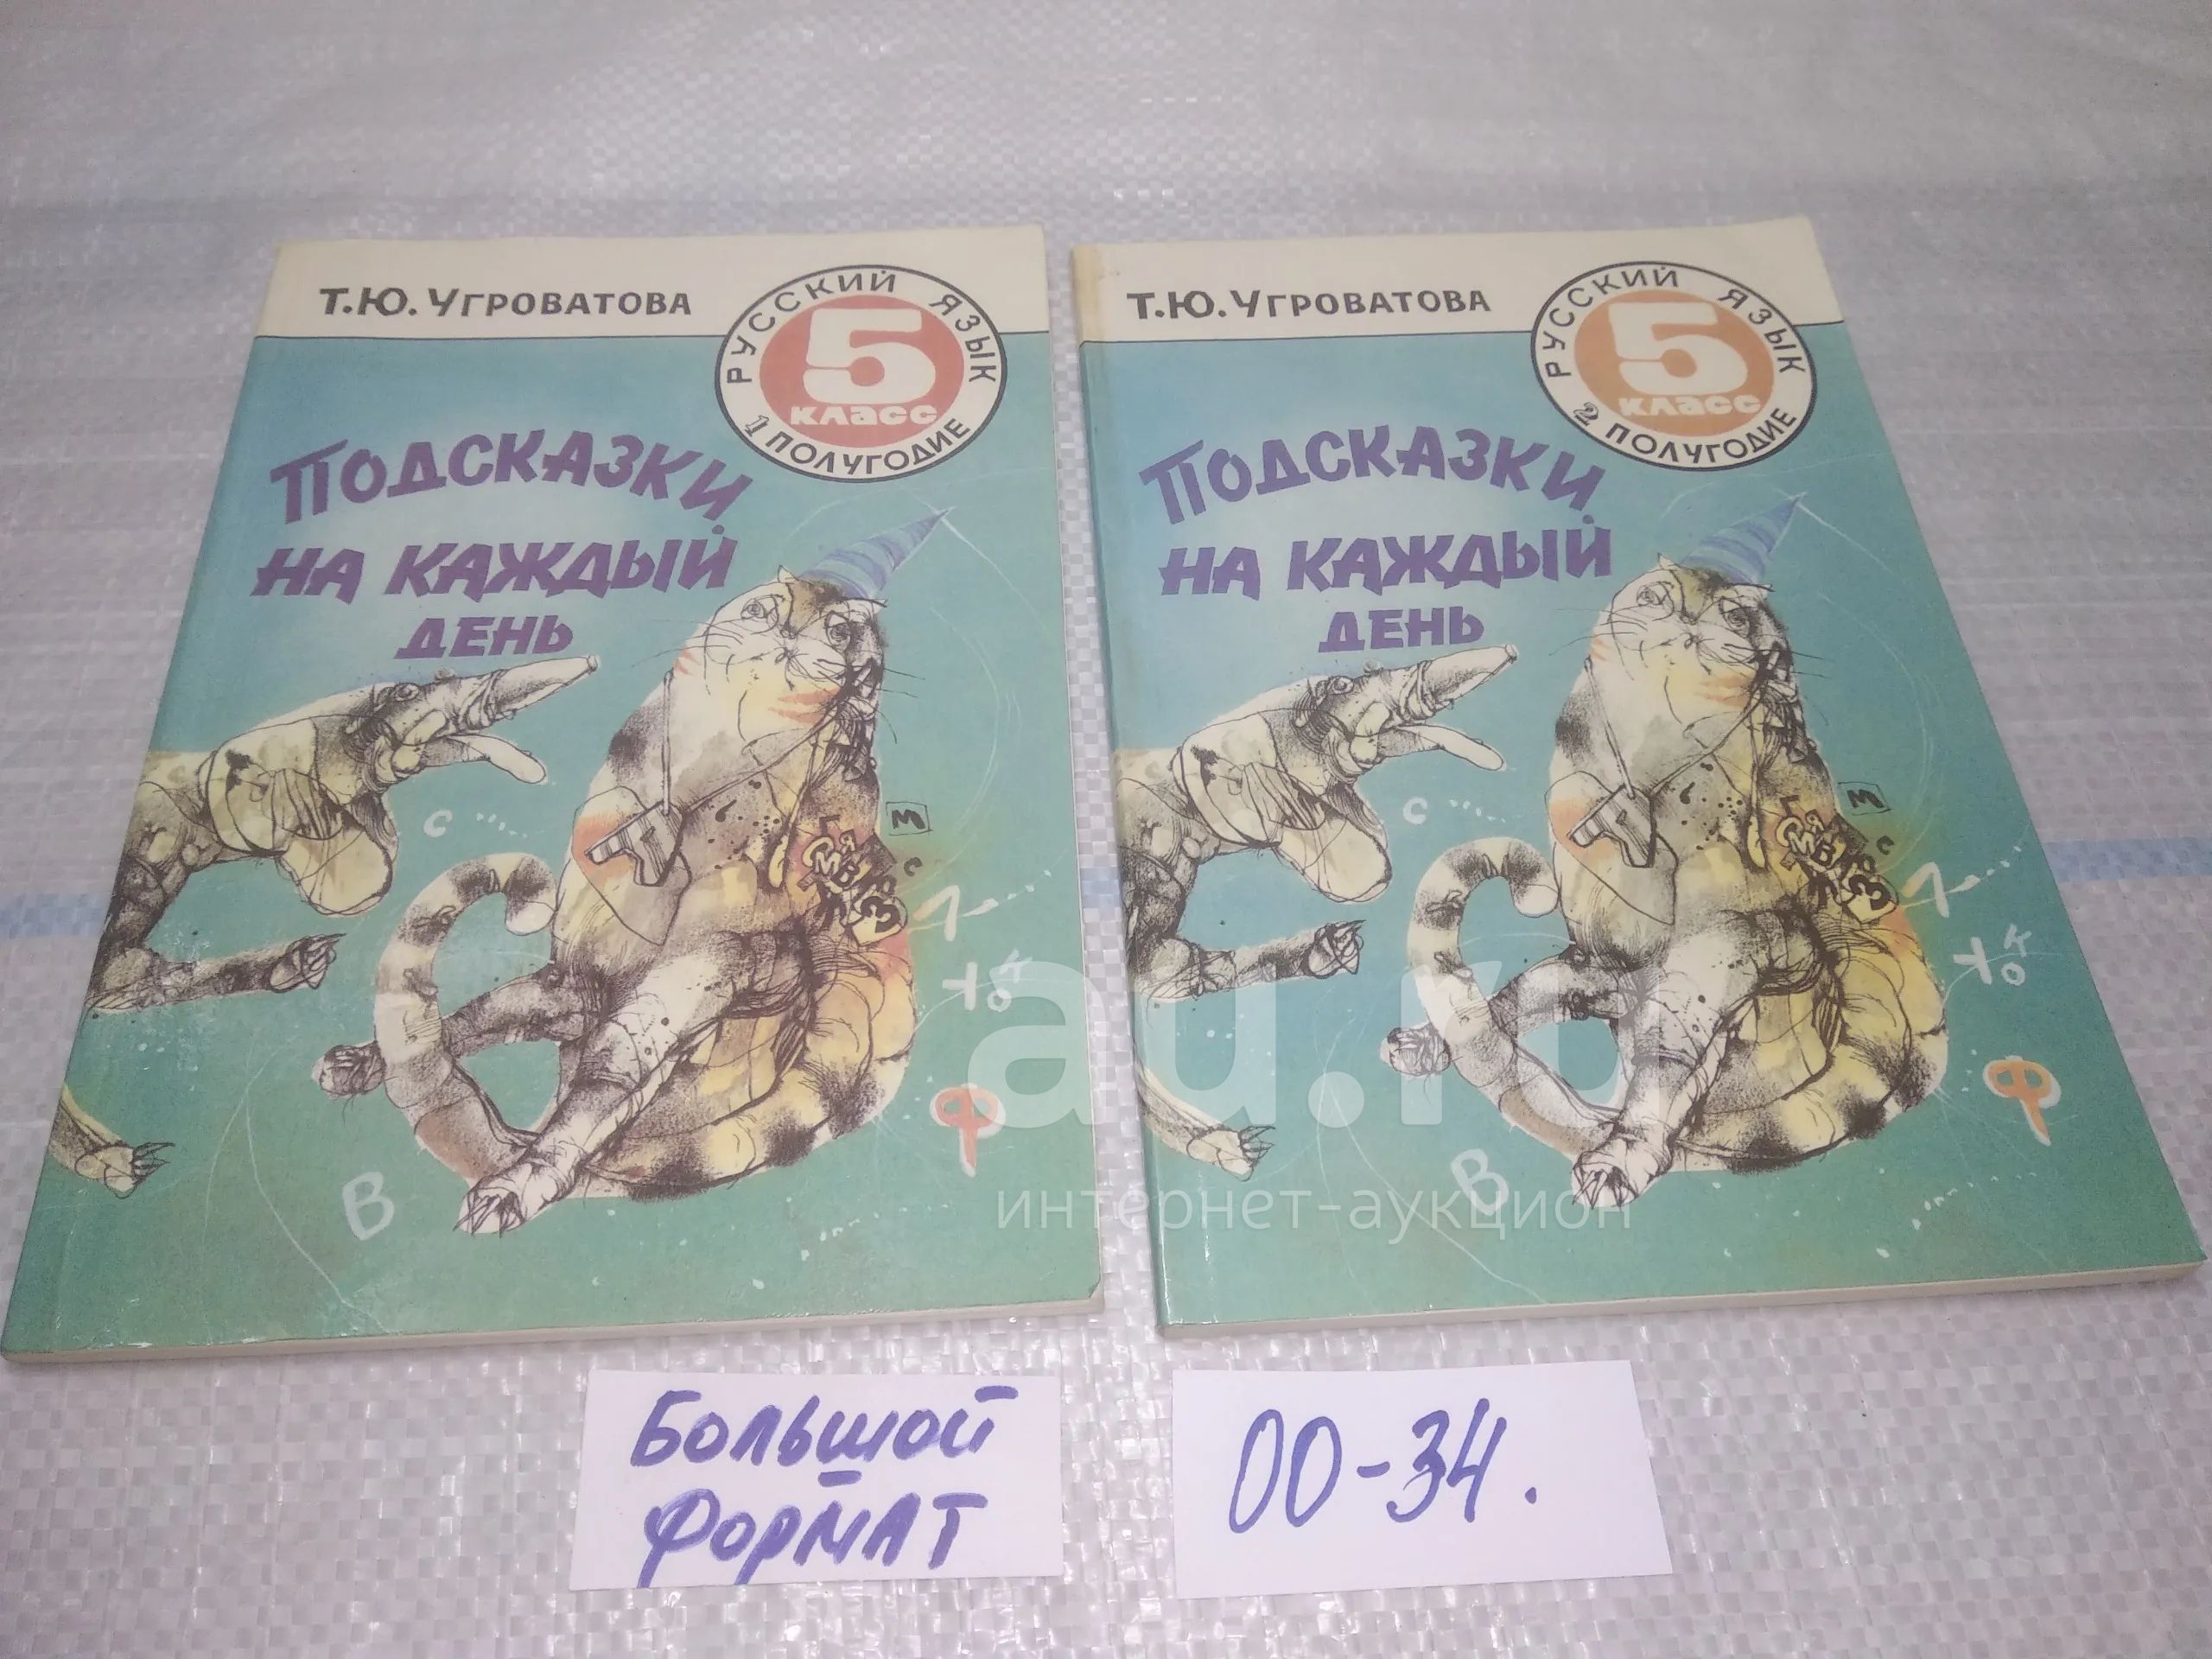 Т.Ю. УГРОВАТОВА
РУССКИЙ ЯЗЫК
5
КЛАСС
1 ПОЛУГОДИЕ
ПОДСКАЗКИ
НА КАЖДЫЙ
ДЕНЬ
С
М
С
К
Ю
Ф
В
Т.Ю. УГРОВАТОВА
РУССКИЙ ЯЗЫК
5
КЛАСС
2 ПОЛУГОДИЕ
ПОДСКАЗКИ
НА КАЖДЫЙ
ДЕНЬ
С
М
С
К
Ю
Ф
В
au.ru
интернет-аукцион
БОЛЬШОЙ
ФОРМАТ
00-34.